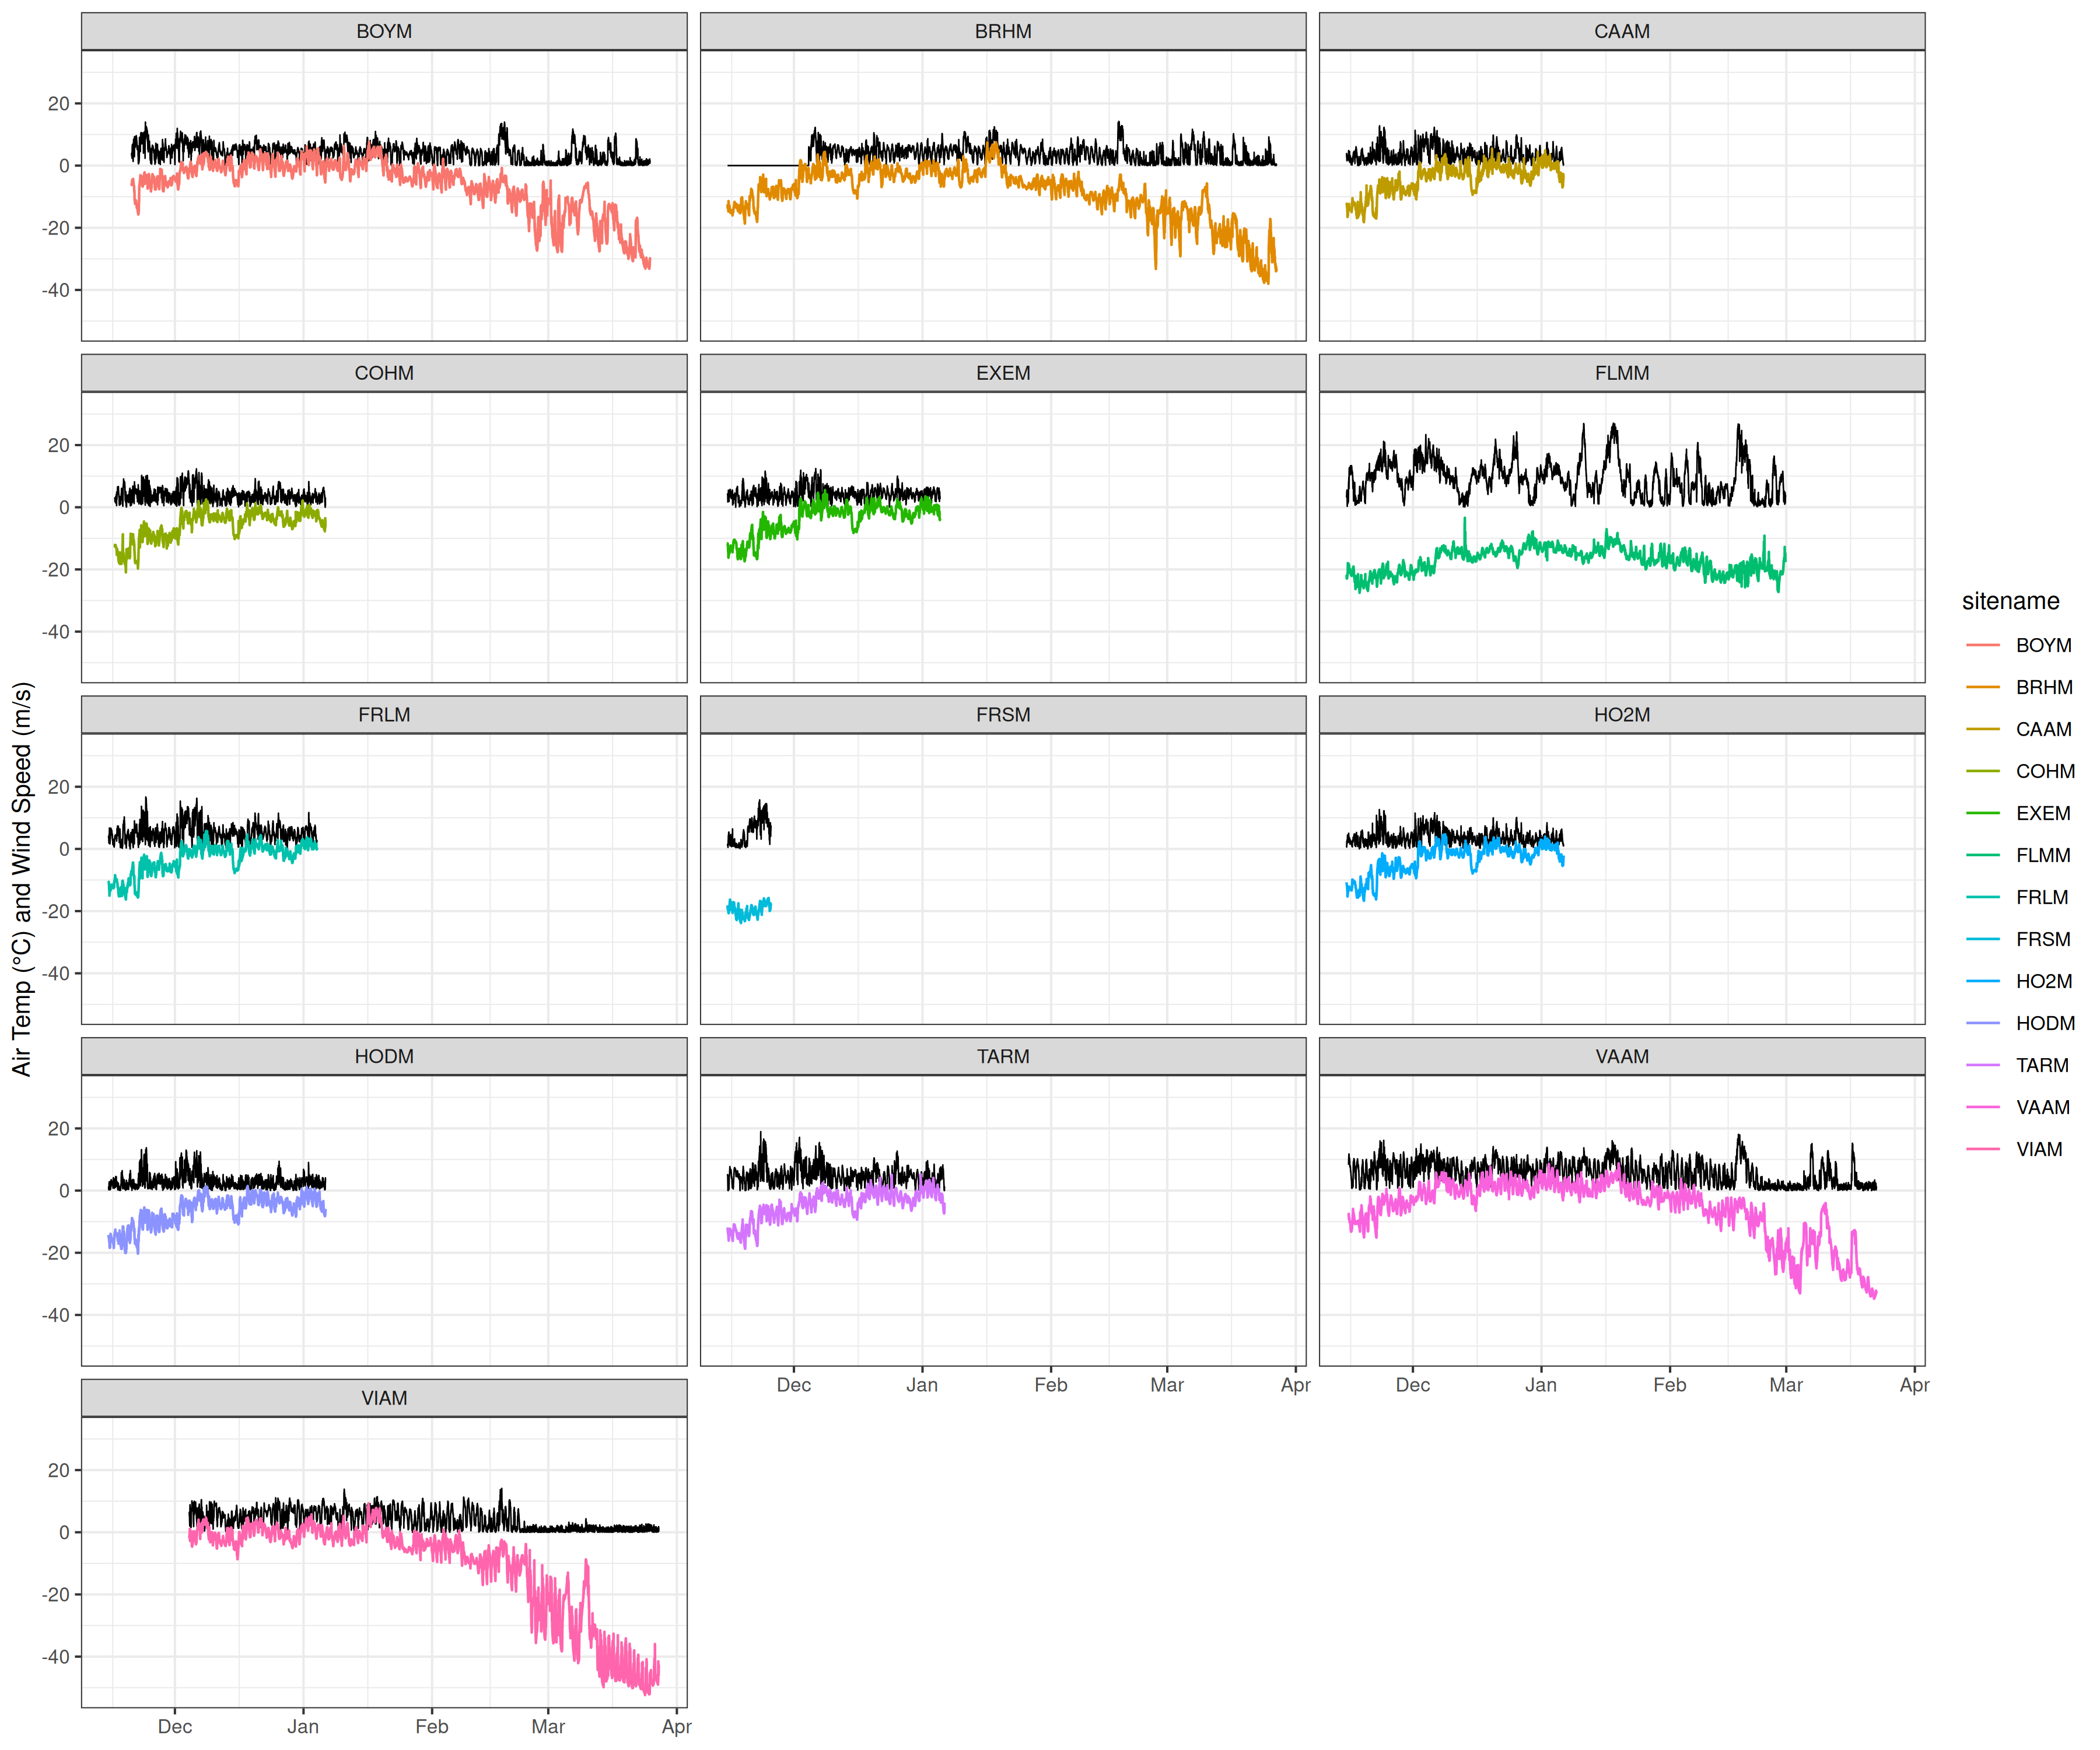 BOYM
BRHM
CAAM
20
0
-20
-40
COHM
EXEM
FLMM
20
0
-20
-40
FRLM
FRSM
HO2M
20
0
-20
-40
HODM
TARM
VAAM
20
0
-20
-40
Dec Jan Feb Mar Apr
Dec Jan Feb Mar Apr
VIAM
20
0
-20
-40
Dec Jan Feb Mar Apr
Air Temp (°C) and Wind Speed (m/s)
sitename
BOYM
BRHM
CAAM
COHM
EXEM
FLMM
FRLM
FRSM
HO2M
HODM
TARM
VAAM
VIAM